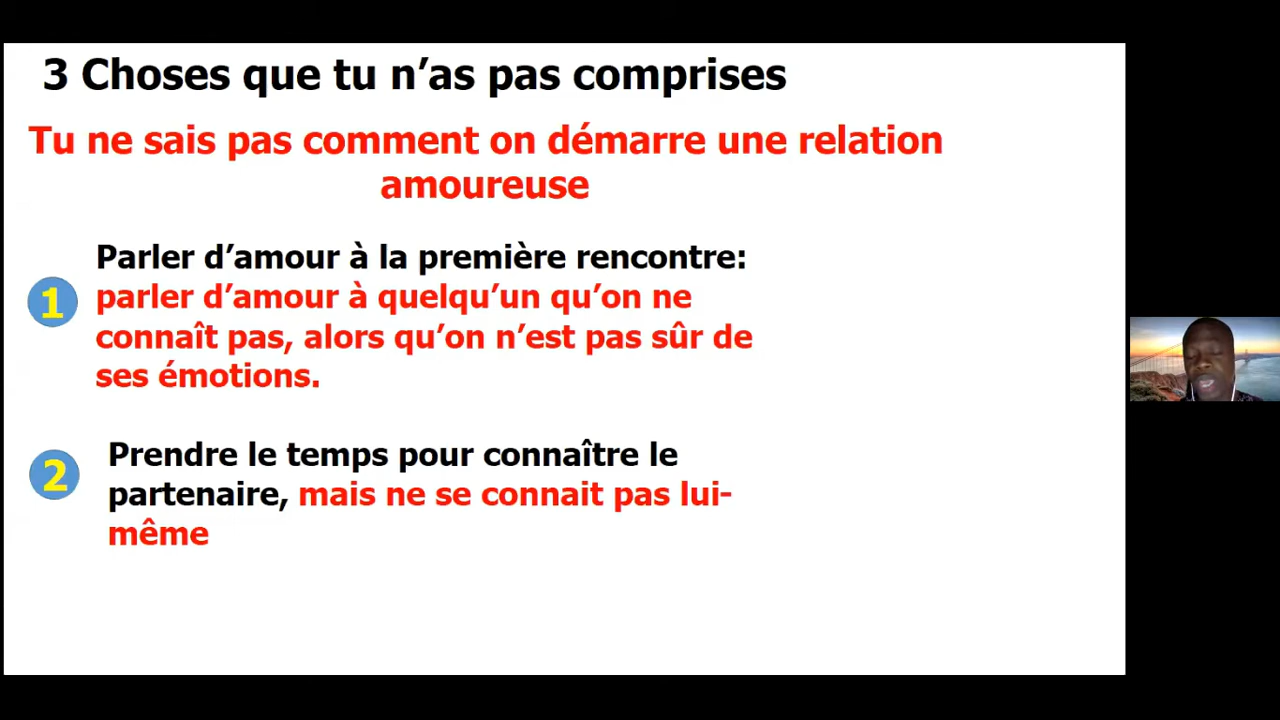 3 Choses que tu n’as pas comprises
Tu ne sais pas comment on démarre une relation
amoureuse
Parler d’amour à la première rencontre:
1
parler d’amour à quelqu’un qu’on ne
connaît pas, alors qu’on n’est pas sûr de
ses émotions.
2
Prendre le temps pour connaître le
partenaire, mais ne se connait pas lui-
même